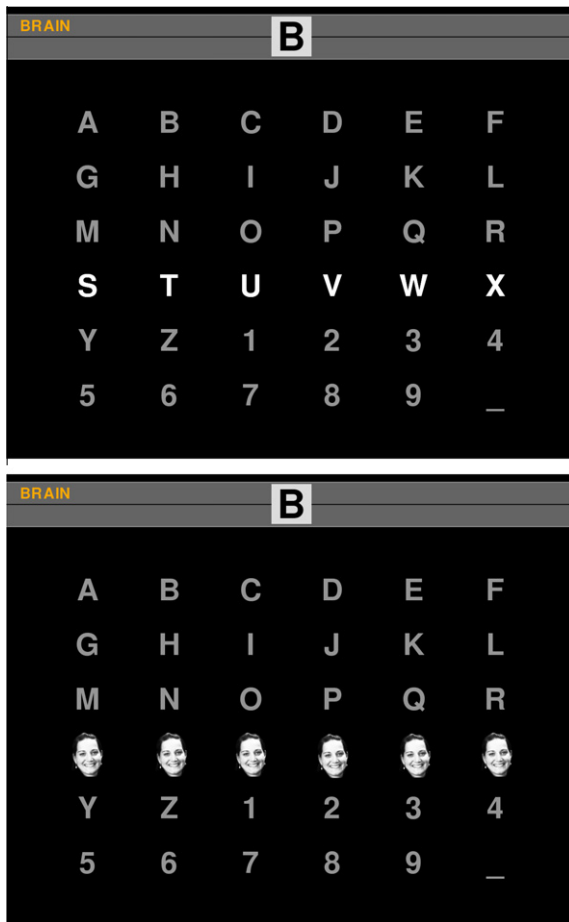 BRAIN
B
A B C D E F
G H I J K L
M N O P Q R
S T U V W X
Y Z 1 2 3 4
5 6 7 8 9 _
BRAIN
B
A B C D E F
G H I J K L
M N O P Q R
Y Z 1 2 3 4
5 6 7 8 9 _